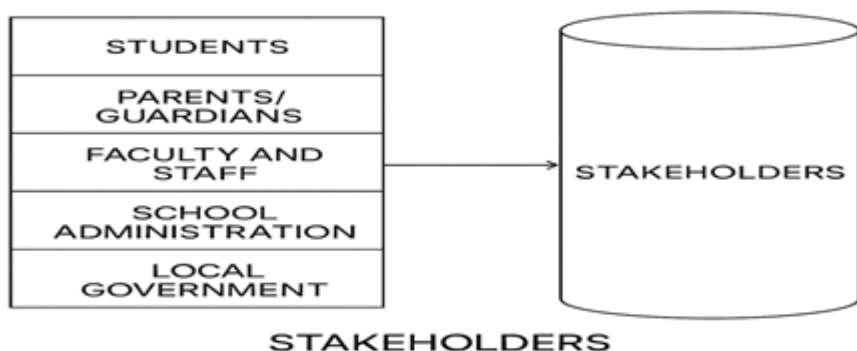 STUDENTS
PARENTS/
GUARDIANS
FACULTY AND
STAFF
SCHOOL
ADMINISTRATION
LOCAL
GOVERNMENT
STAKEHOLDERS
STAKEHOLDERS